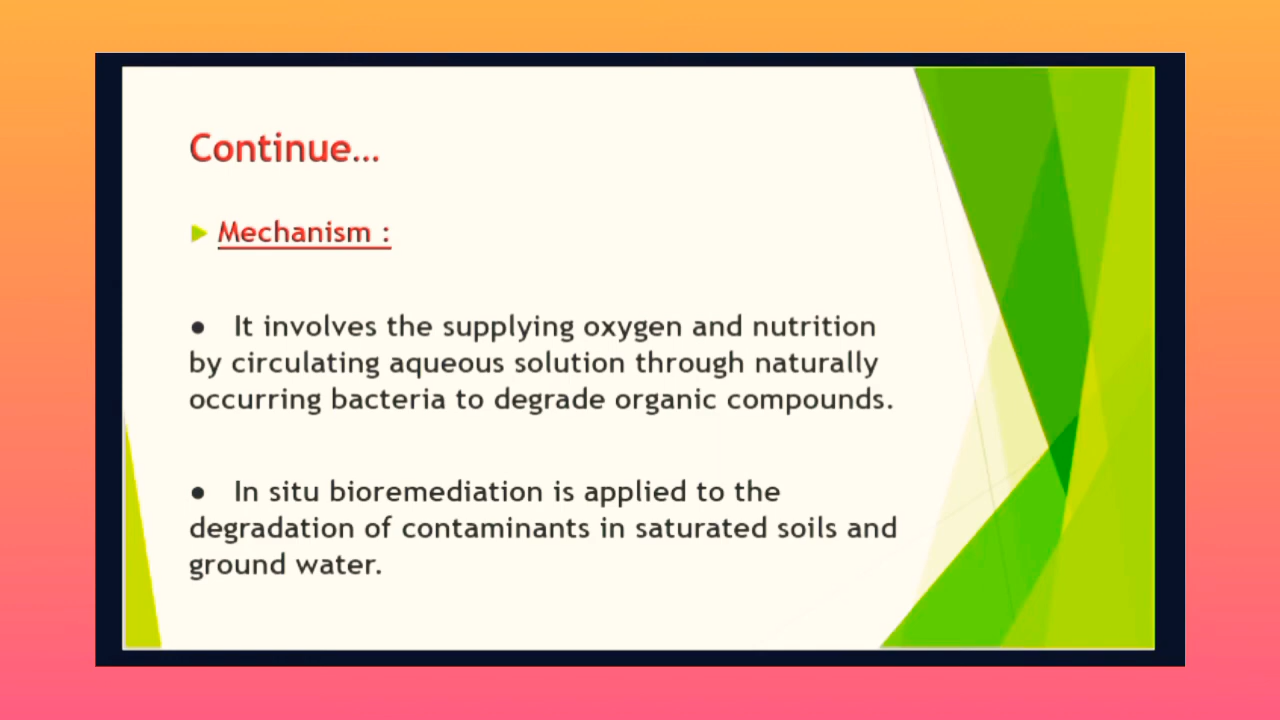 Continue...
Mechanism :
● It involves the supplying oxygen and nutrition
by circulating aqueous solution through naturally
occurring bacteria to degrade organic compounds.
● In situ bioremediation is applied to the
degradation of contaminants in saturated soils and
ground water.